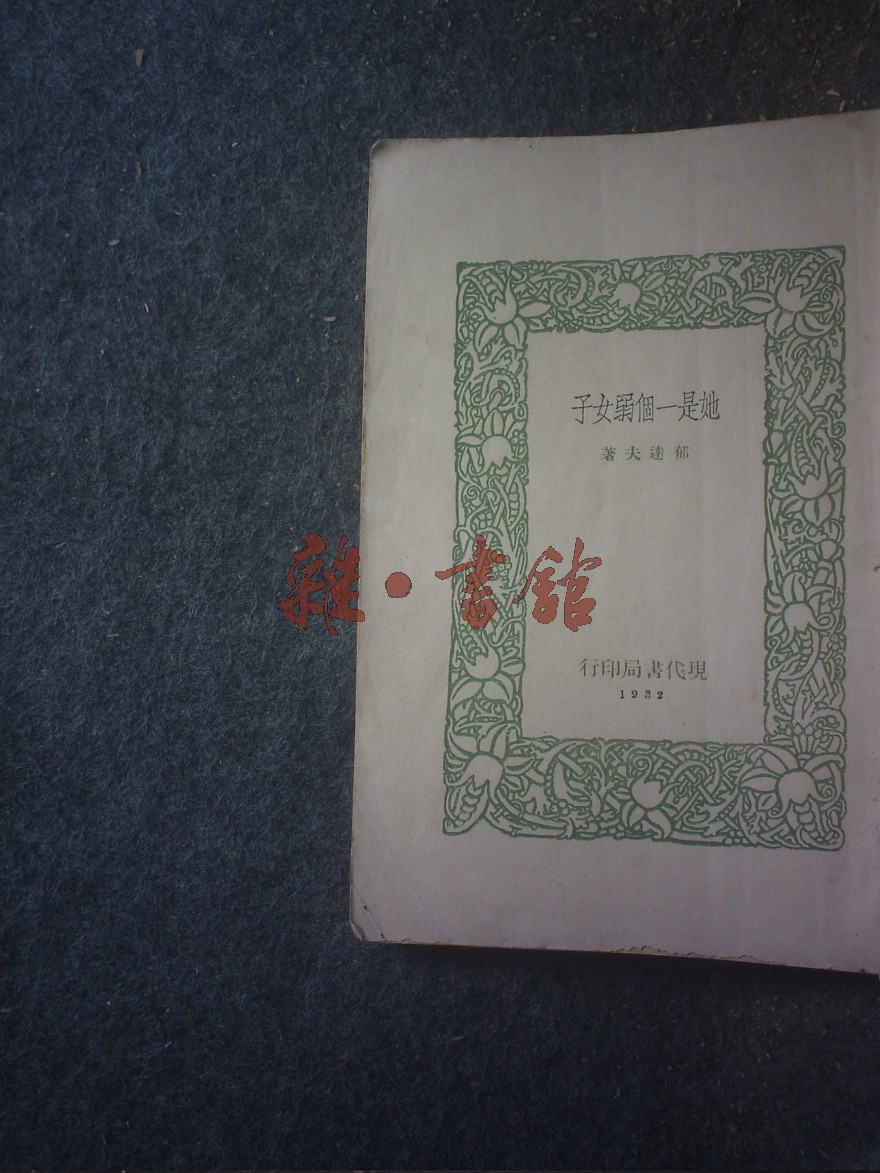 她是一個弱女子
郁達夫著
雜·書館
現代書局印行
1932